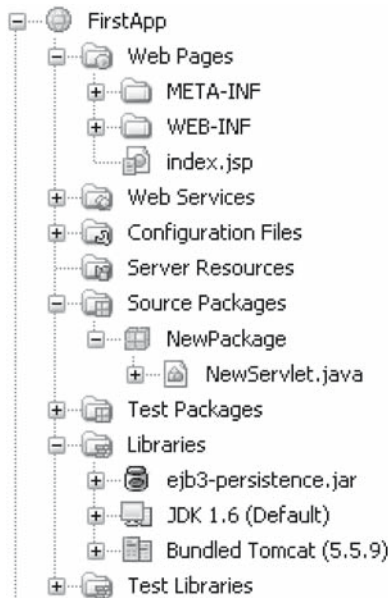 FirstApp
Web Pages
META-INF
WEB-INF
index.jsp
Web Services
Configuration Files
Server Resources
Source Packages
NewPackage
NewServlet.java
Test Packages
Libraries
ejb3-persistence.jar
JDK 1.6 (Default)
Bundled Tomcat (5.5.9)
Test Libraries